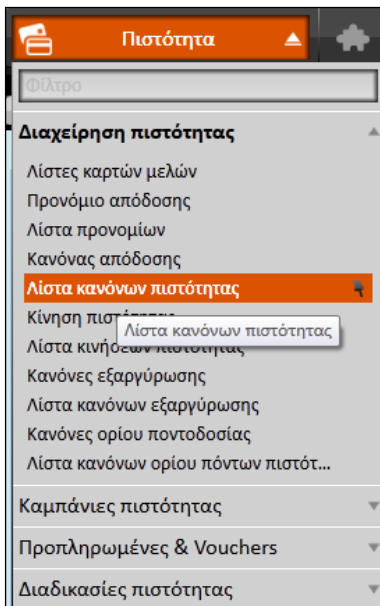 Πιστότητα
Φίλτρο
Διαχείρηση πιστότητας
Λίστες καρτών μελών
Προνόμιο απόδοσης
Λίστα προνομίων
Κανόνας απόδοσης
Λίστα κανόνων πιστότητας
Κίνηση πιστότητας
Λίστα κανόνων πιστότητας
Λίστα κινήσεων πιστότητας
Κανόνες εξαργύρωσης
Λίστα κανόνων εξαργύρωσης
Κανόνες ορίου ποντοδοσίας
Λίστα κανόνων ορίου πόντων πιστότ...
Καμπάνιες πιστότητας
Προπληρωμένες & Vouchers
Διαδικασίες πιστότητας